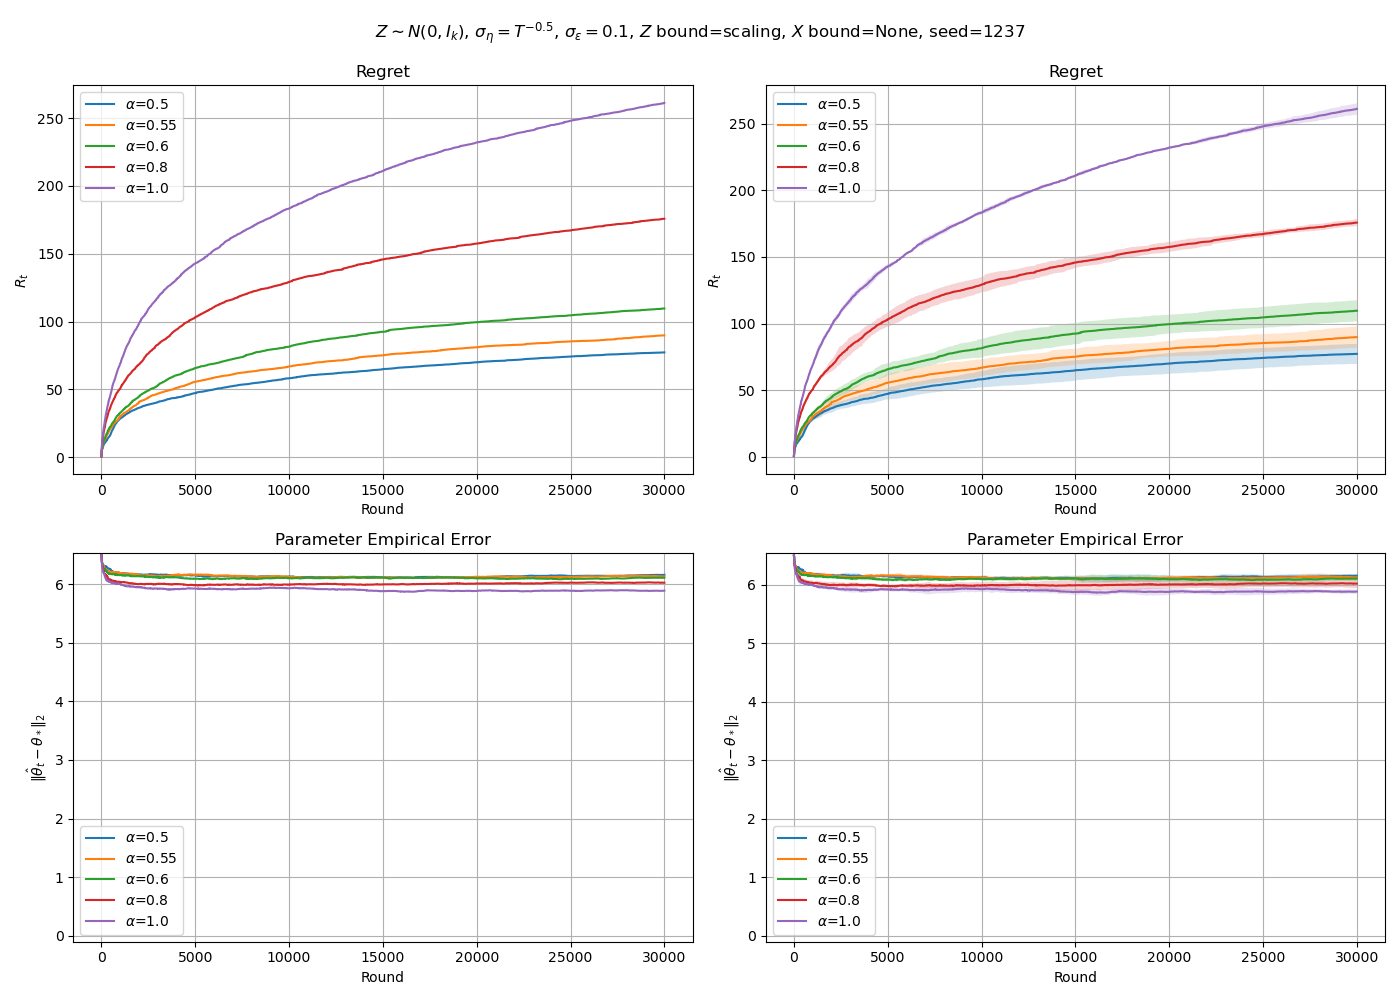 Z ∼ N(0, I_k), σ_η = T^{−0.5}, σ_ε = 0.1, Z bound=scaling, X bound=None, seed=1237
Regret
α=0.5
α=0.55
α=0.6
α=0.8
α=1.0
R_t
250
200
150
100
50
0
0 5000 10000 15000 20000 25000 30000
Round
Regret
α=0.5
α=0.55
α=0.6
α=0.8
α=1.0
R_t
250
200
150
100
50
0
0 5000 10000 15000 20000 25000 30000
Round
Parameter Empirical Error
‖θ̂_t − θ_*‖_2
6
5
4
3
2
1
0
α=0.5
α=0.55
α=0.6
α=0.8
α=1.0
0 5000 10000 15000 20000 25000 30000
Round
Parameter Empirical Error
‖θ̂_t − θ_*‖_2
6
5
4
3
2
1
0
α=0.5
α=0.55
α=0.6
α=0.8
α=1.0
0 5000 10000 15000 20000 25000 30000
Round